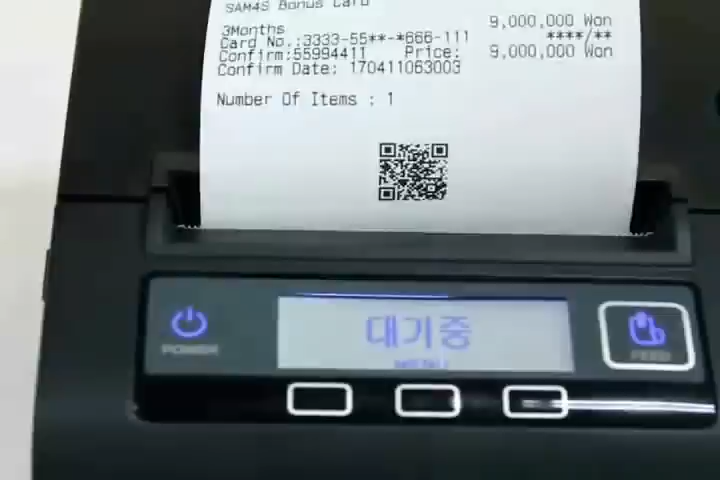 SAM4S Bonus Card
3Months 9,000,000 Won
Card No.:3333-55**-*666-111 ****/**
Confirm:55994411 Price: 9,000,000 Won
Confirm Date: 170411063003
Number Of Items : 1
대기중
POWER
FEED